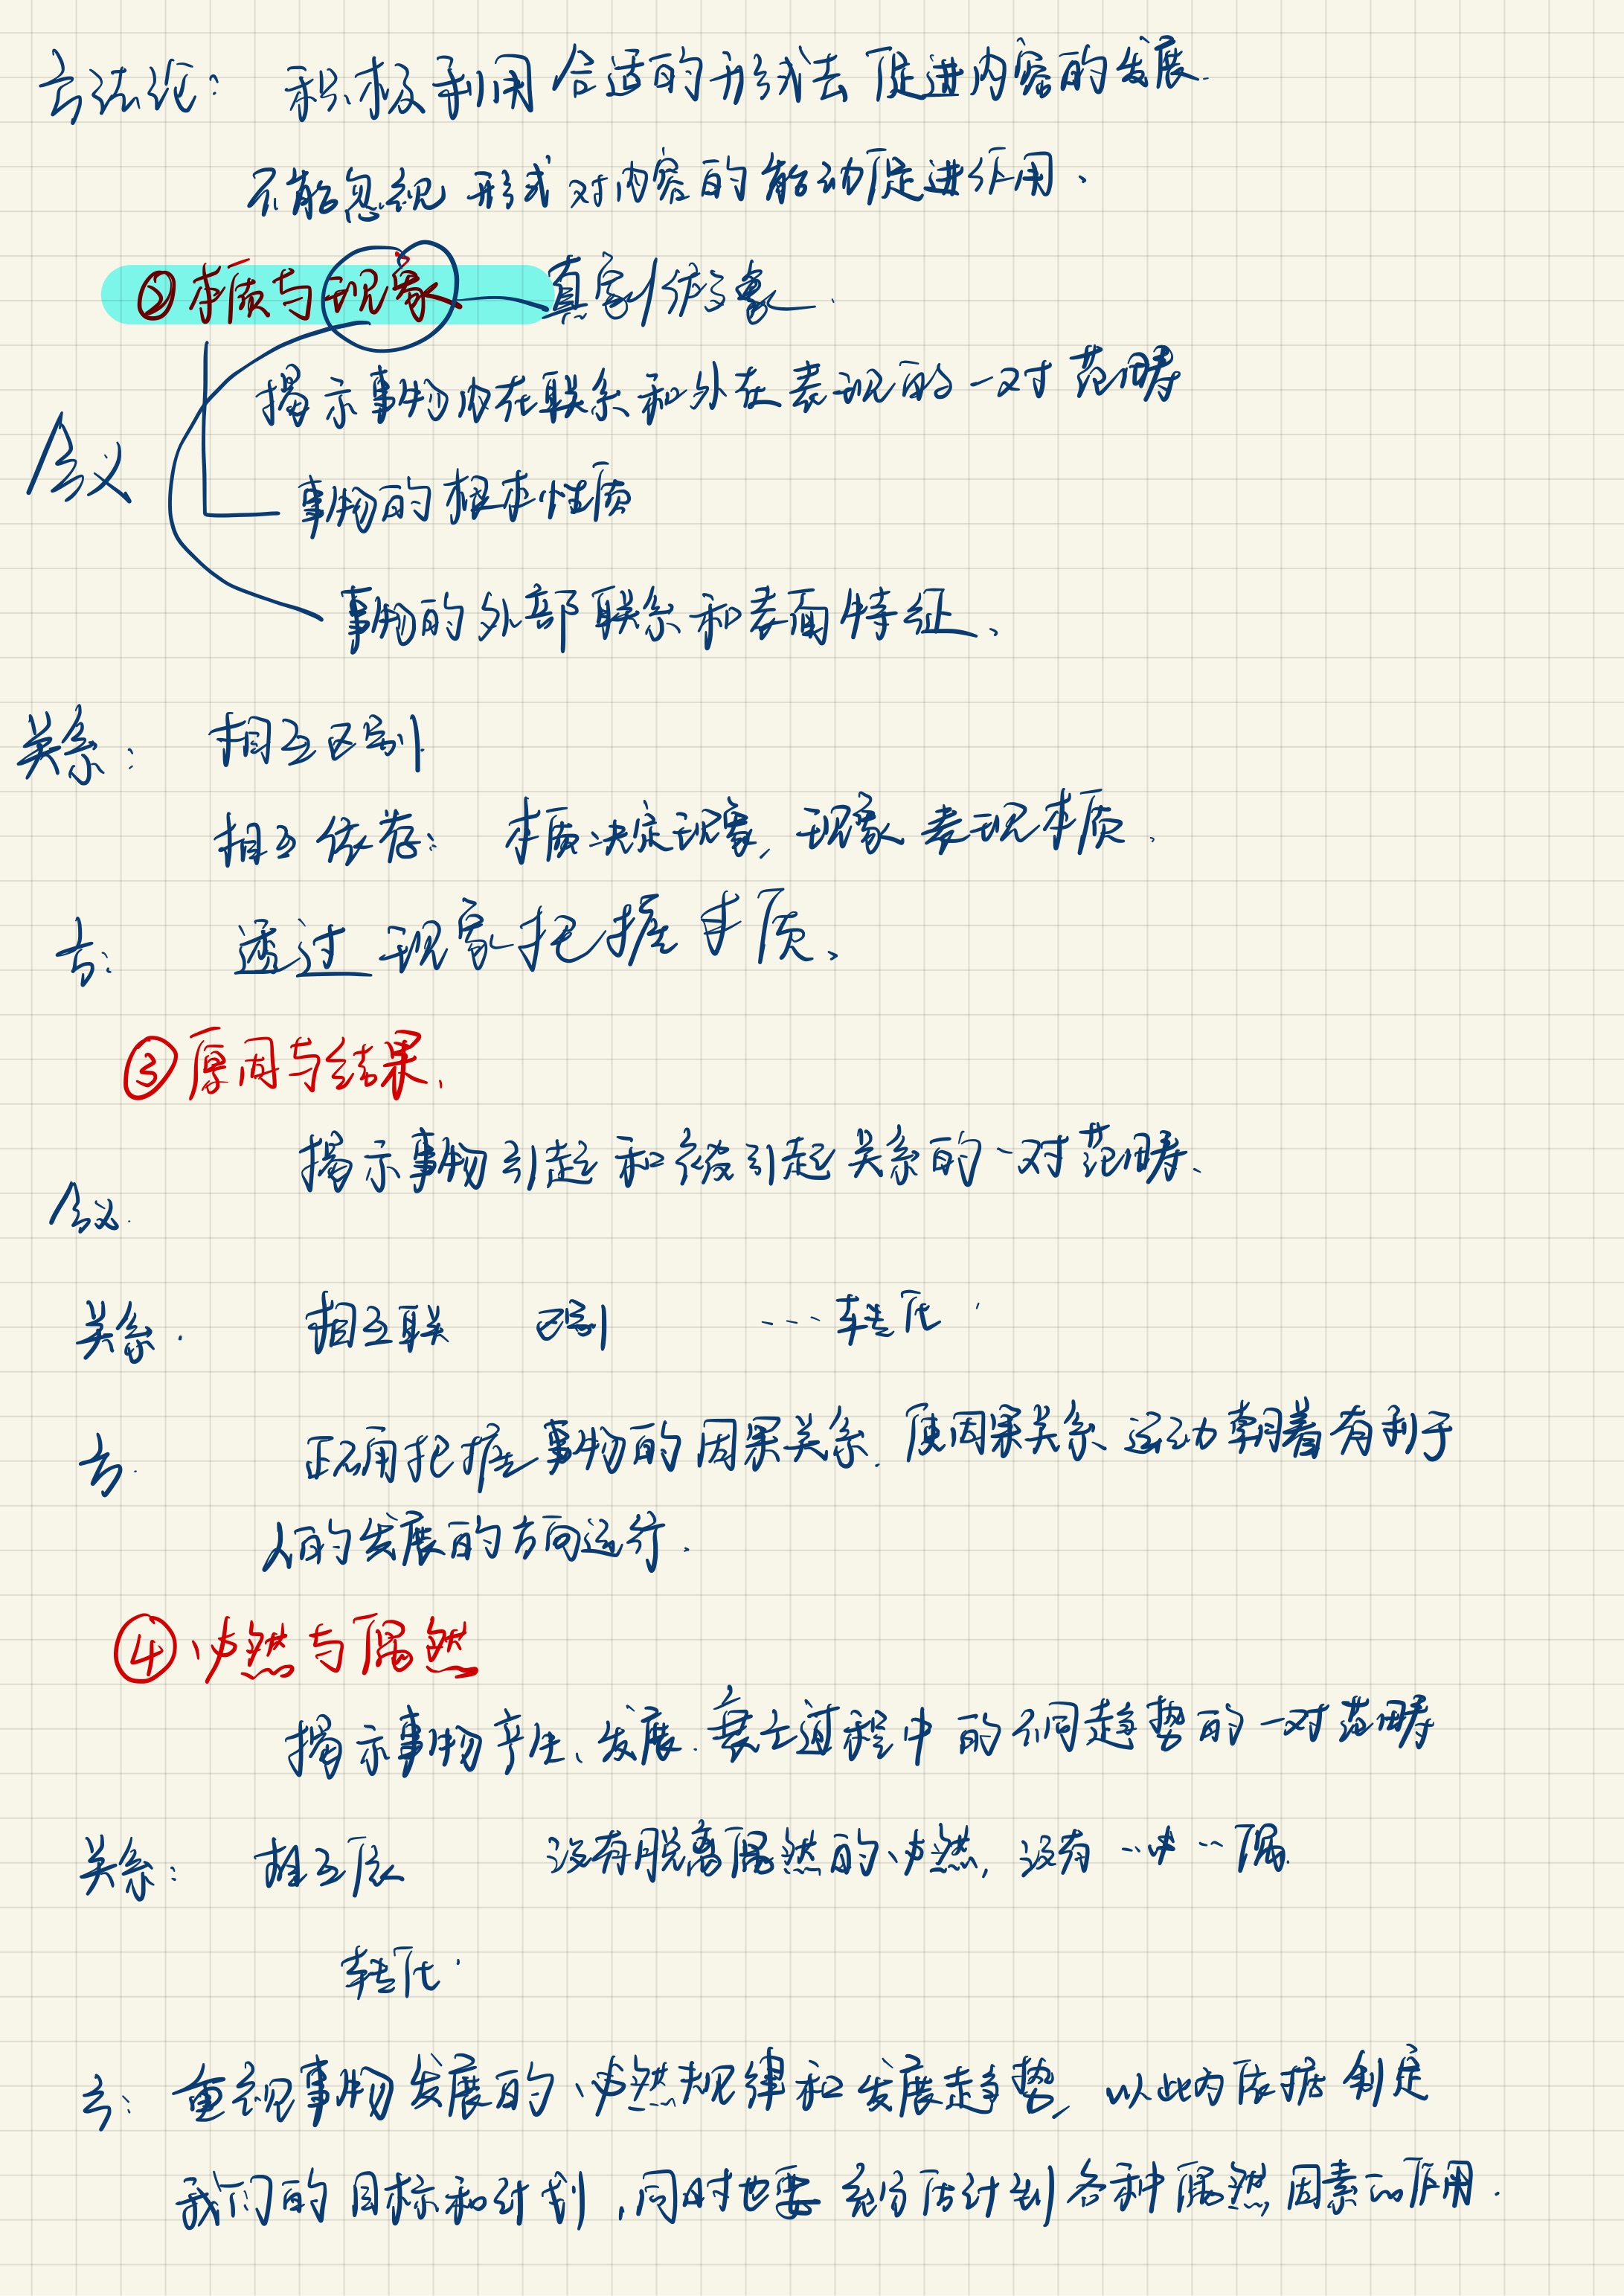 方法论： 积极利用合适的形式去促进内容的发展.
不能忽视形式对内容的能动促进作用、
②本质与现象 真象/假象.
揭示事物内在联系和外在表现的一对范畴
含义
事物的根本性质
事物的外部联系和表面特征、
关系： 相互区别.
相互依存： 本质决定现象, 现象表现本质.
方: 透过现象把握本质、
③原因与结果.
揭示事物引起和被引起关系的一对范畴、
含义.
关系. 相互联 区别 ---转化.
方. 正确把握事物的因果关系. 使因果关系运动朝着有利于
人的发展的方向运行.
④必然与偶然
揭示事物产生、发展.衰亡过程中的不同趋势的一对范畴
关系： 相互依 没有脱离偶然的必然, 没有--必--偶.
转化.
方: 重视事物发展的必然规律和发展趋势, 以此为依据制定
我们的目标和计划,同时也要充分估计到各种偶然因素的作用.